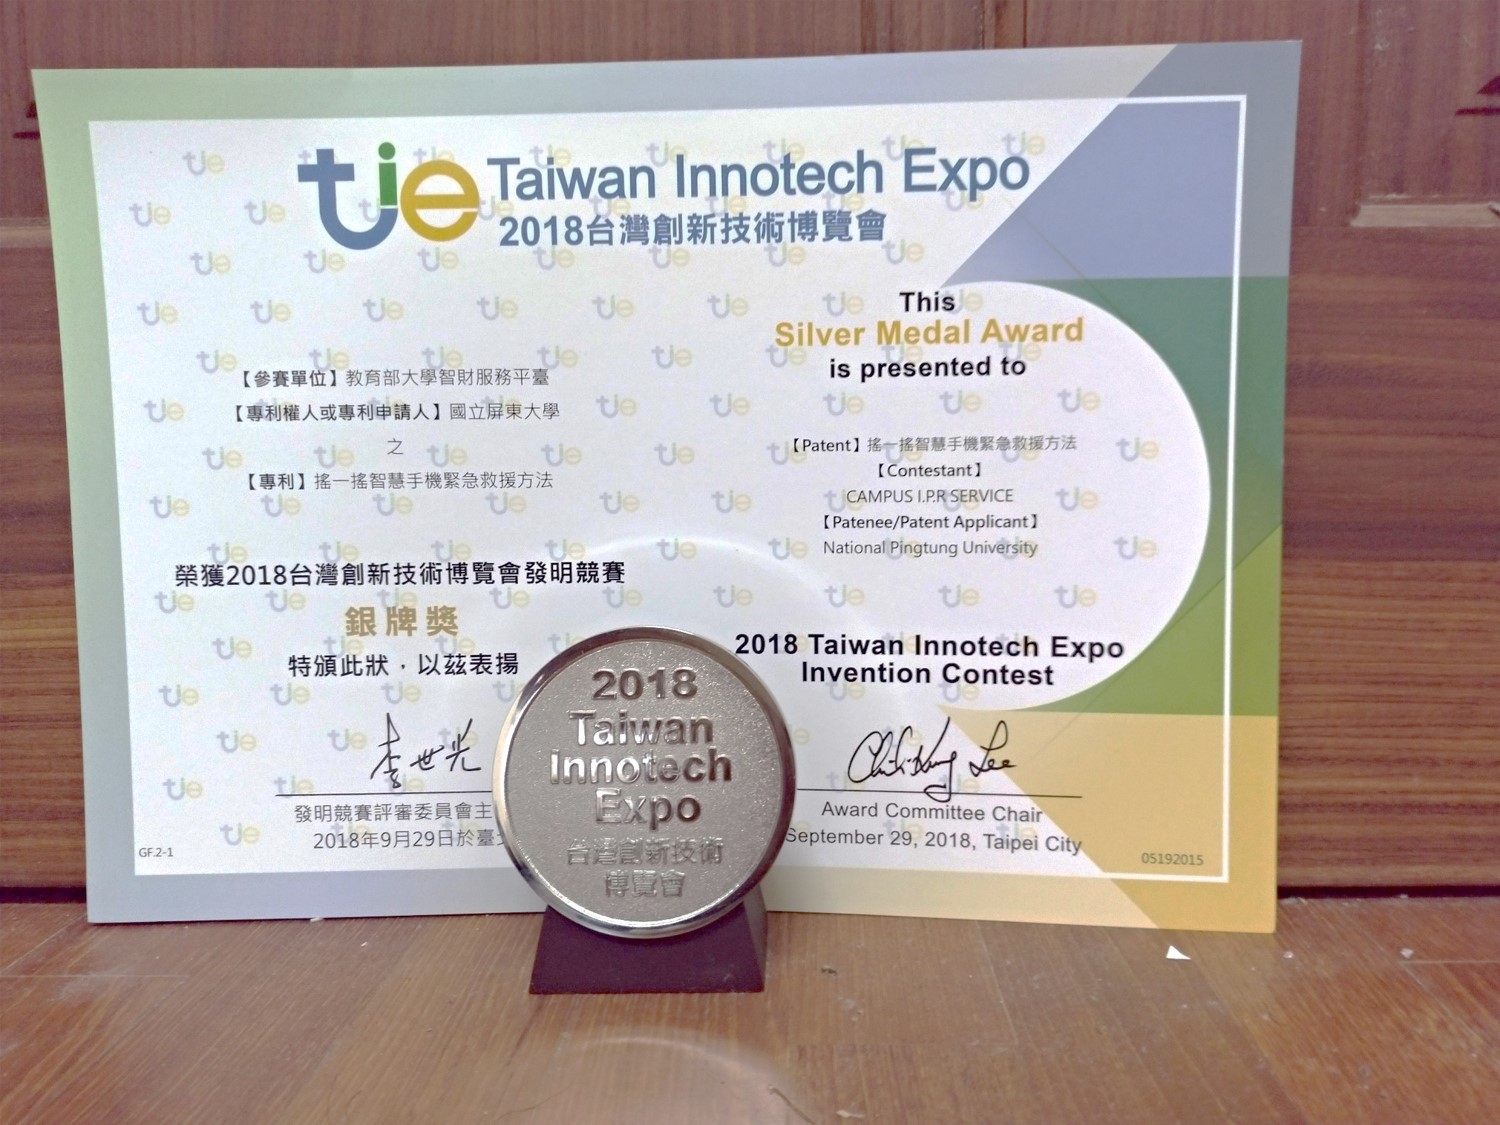 tie Taiwan Innotech Expo
2018台灣創新技術博覽會
This
Silver Medal Award
is presented to
【參賽單位】教育部大學智財服務平臺
【專利權人或專利申請人】國立屏東大學
之
【專利】搖一搖智慧手機緊急救援方法
【Patent】搖一搖智慧手機緊急救援方法
【Contestant】
CAMPUS I.P.R SERVICE
【Patenee/Patent Applicant】
National Pingtung University
榮獲2018台灣創新技術博覽會發明競賽
銀牌獎
特頒此狀，以茲表揚
2018 Taiwan Innotech Expo
Invention Contest
李世光
發明競賽評審委員會主
2018年9月29日於臺
GF.2-1
Chih-Kung Lee
Award Committee Chair
September 29, 2018, Taipei City
05192015
2018
Taiwan
Innotech
Expo
台灣創新技術
博覽會